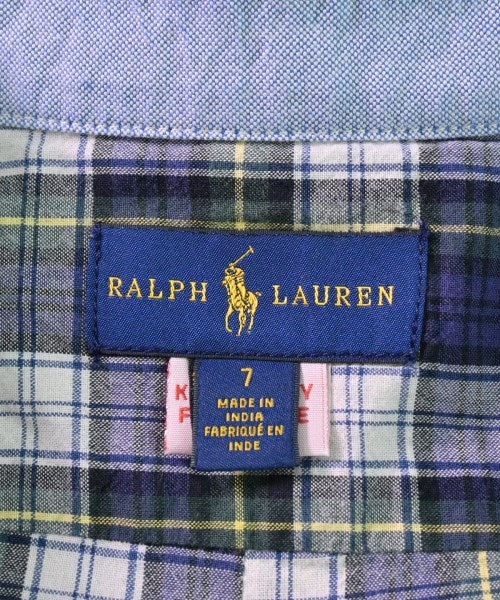 RALPH LAUREN
7
MADE IN
INDIA
FABRIQUÉ EN
INDE